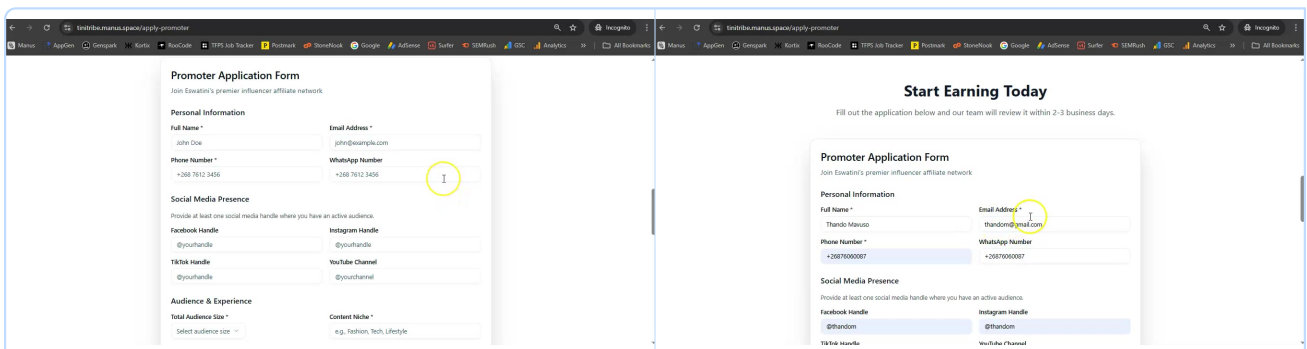 tinitribe.manus.space/apply-promoter
Incognito
Manus AppGen Genspark Kortix RooCode TFPS Job Tracker Postmark StoneNook Google AdSense Surfer SEMRush GSC Analytics » All Bookmarks
Promoter Application Form
Join Eswatini's premier influencer affiliate network
Personal Information
Full Name * Email Address *
John Doe john@example.com
Phone Number * WhatsApp Number
+268 7612 3456 +268 7612 3456
Social Media Presence
Provide at least one social media handle where you have an active audience.
Facebook Handle Instagram Handle
@yourhandle @yourhandle
TikTok Handle YouTube Channel
@yourhandle @yourchannel
Audience & Experience
Total Audience Size * Content Niche *
Select audience size e.g., Fashion, Tech, Lifestyle
tinitribe.manus.space/apply-promoter
Incognito
Manus AppGen Genspark Kortix RooCode TFPS Job Tracker Postmark StoneNook Google AdSense Surfer SEMRush GSC Analytics » All Bookmarks
Start Earning Today
Fill out the application below and our team will review it within 2-3 business days.
Promoter Application Form
Join Eswatini's premier influencer affiliate network
Personal Information
Full Name * Email Address *
Thando Mavuso thandom@gmail.com
Phone Number * WhatsApp Number
+26876060087 +26876060087
Social Media Presence
Provide at least one social media handle where you have an active audience.
Facebook Handle Instagram Handle
@thandom @thandom
TikTok Handle YouTube Channel